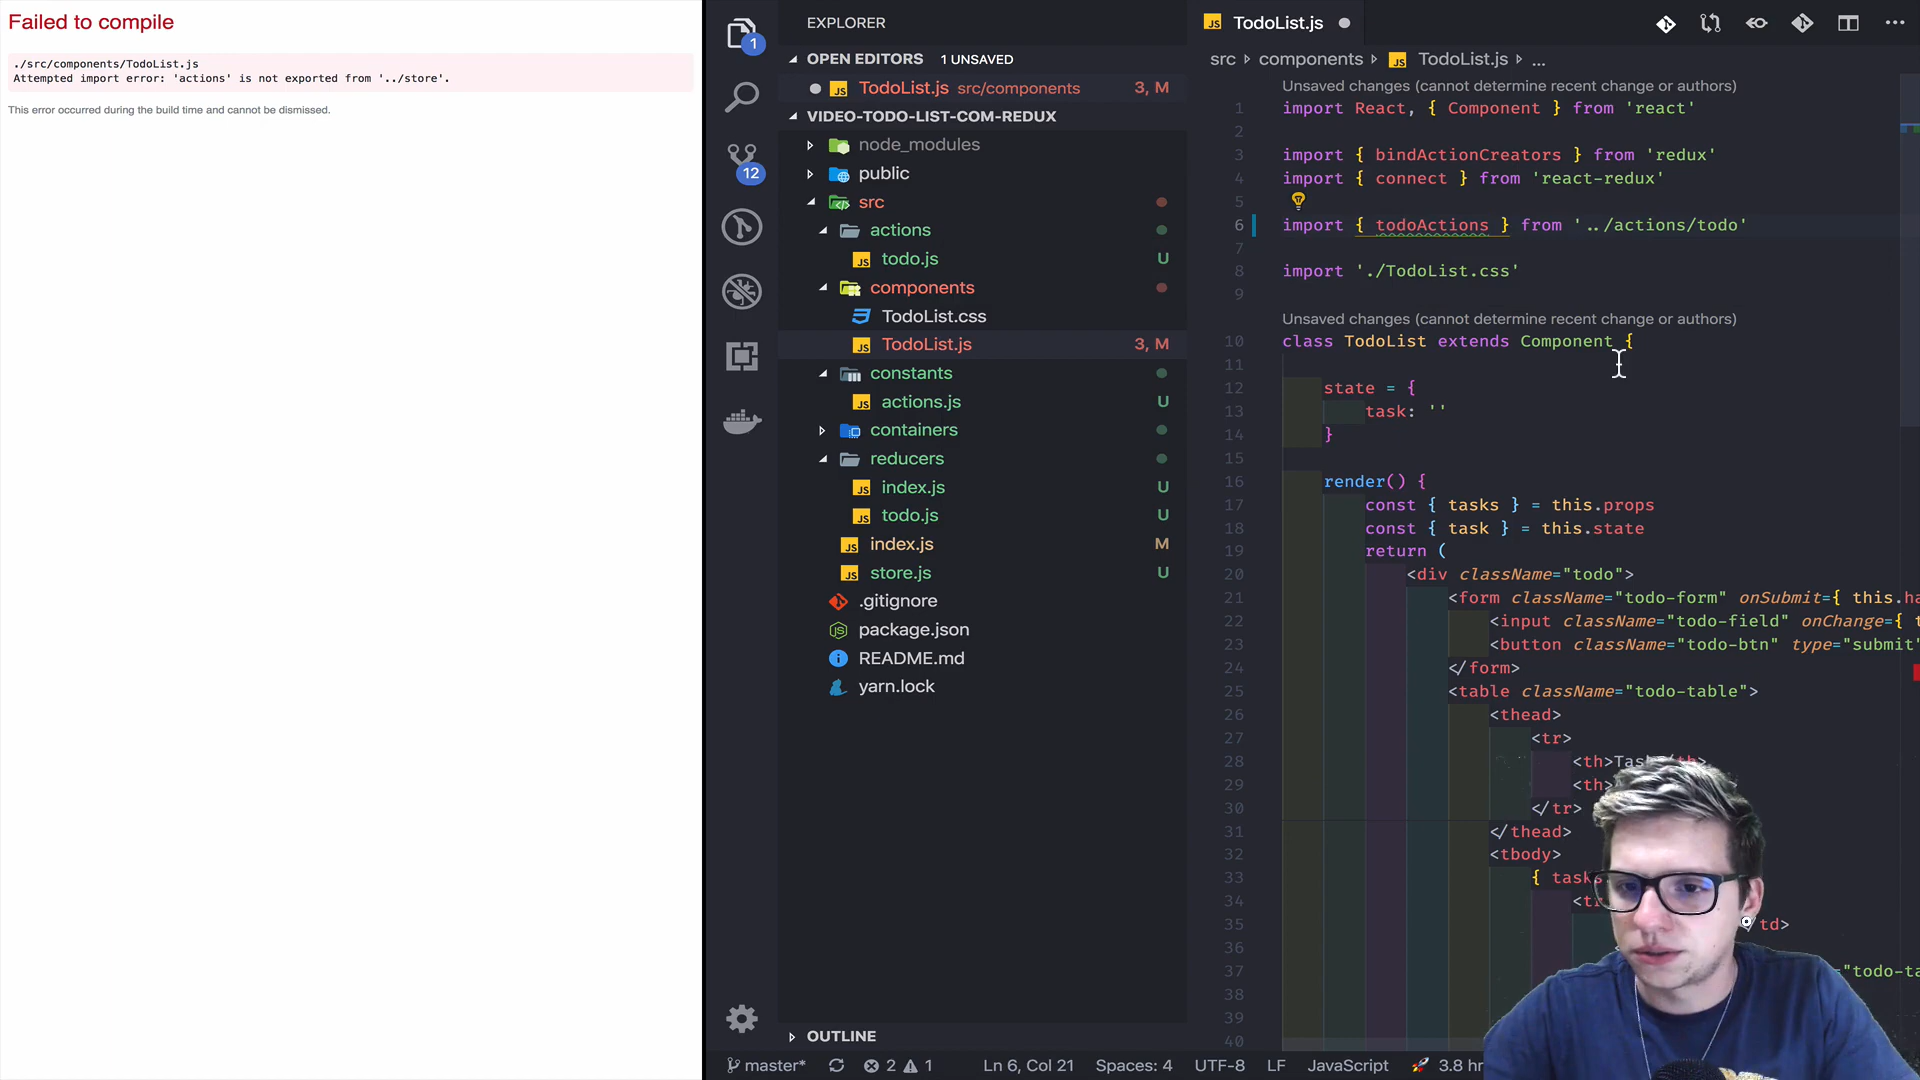 Failed to compile
./src/components/TodoList.js
Attempted import error: 'actions' is not exported from '../store'.
This error occurred during the build time and cannot be dismissed.
1
12
EXPLORER
OPEN EDITORS 1 UNSAVED
TodoList.js src/components 3, M
VIDEO-TODO-LIST-COM-REDUX
node_modules
public
src
actions
todo.js U
components
TodoList.css
TodoList.js 3, M
constants
actions.js U
containers
reducers
index.js U
todo.js U
index.js M
store.js U
.gitignore
package.json
README.md
yarn.lock
OUTLINE
TodoList.js
src components TodoList.js ...
Unsaved changes (cannot determine recent change or authors)
1 import React, { Component } from 'react'
2
3 import { bindActionCreators } from 'redux'
4 import { connect } from 'react-redux'
5
6 import { todoActions } from '../actions/todo'
7
8 import './TodoList.css'
9
Unsaved changes (cannot determine recent change or authors)
10 class TodoList extends Component {
11
12 state = {
13 task: ''
14 }
15
16 render() {
17 const { tasks } = this.props
18 const { task } = this.state
19 return (
20 <div className="todo">
21 <form className="todo-form" onSubmit={ this.ha
22 <input className="todo-field" onChange={ t
23 <button className="todo-btn" type="submit"
24 </form>
25 <table className="todo-table">
26 <thead>
27 <tr>
28 <th>Task</th>
29 <th>
30 </tr>
31 </thead>
32 <tbody>
33 { tasks
34 <tr
35 /td>
36
37 ="todo-ta
38
39
40
master* 2 1 Ln 6, Col 21 Spaces: 4 UTF-8 LF JavaScript 3.8 hr